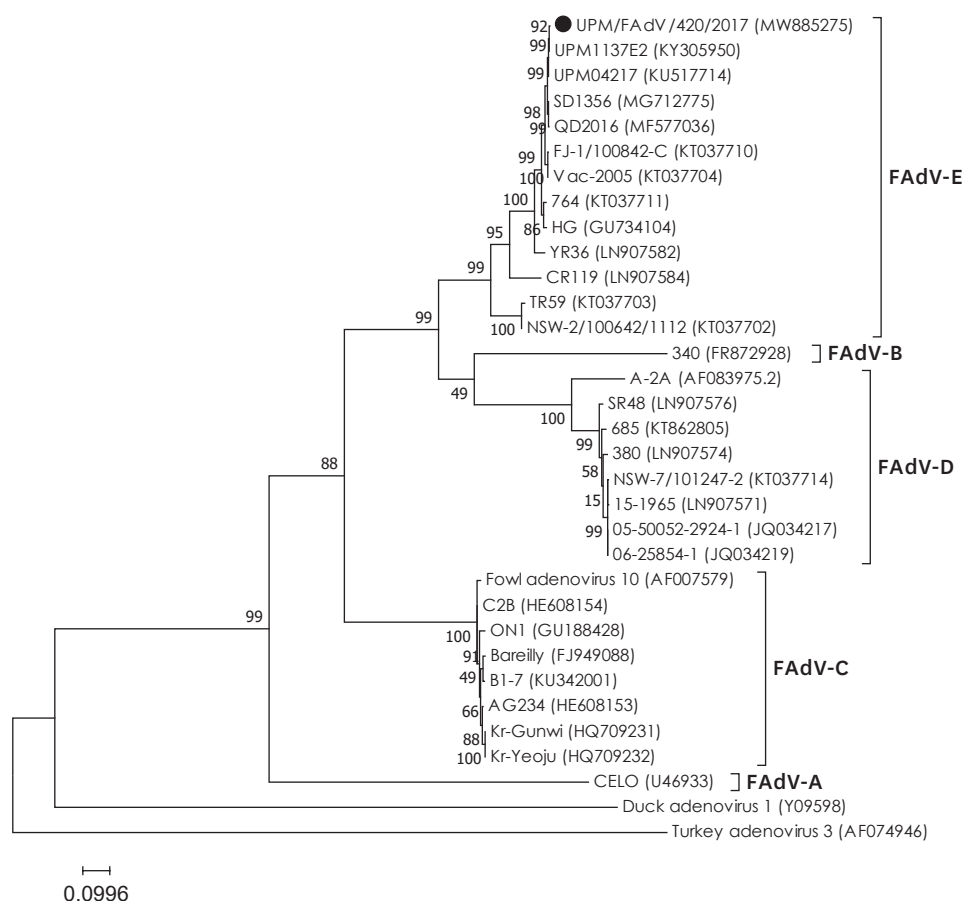 92
UPM/FAdV/420/2017 (MW885275)
99
UPM1137E2 (KY305950)
99
UPM04217 (KU517714)
SD1356 (MG712775)
98
QD2016 (MF577036)
99
FJ-1/100842-C (KT037710)
99
Vac-2005 (KT037704)
100
FAdV-E
764 (KT037711)
100
HG (GU734104)
86
95
YR36 (LN907582)
99
CR119 (LN907584)
TR59 (KT037703)
99
NSW-2/100642/1112 (KT037702)
100
340 (FR872928)
FAdV-B
49
A-2A (AF083975.2)
100
SR48 (LN907576)
685 (KT862805)
99
380 (LN907574)
88
58
FAdV-D
NSW-7/101247-2 (KT037714)
15
15-1965 (LN907571)
99
05-50052-2924-1 (JQ034217)
06-25854-1 (JQ034219)
Fowl adenovirus 10 (AF007579)
C2B (HE608154)
99
100
ON1 (GU188428)
91
Bareilly (FJ949088)
49
B1-7 (KU342001)
FAdV-C
66
AG234 (HE608153)
88
Kr-Gunwi (HQ709231)
100
Kr-Yeoju (HQ709232)
CELO (U46933)
FAdV-A
Duck adenovirus 1 (Y09598)
Turkey adenovirus 3 (AF074946)
0.0996